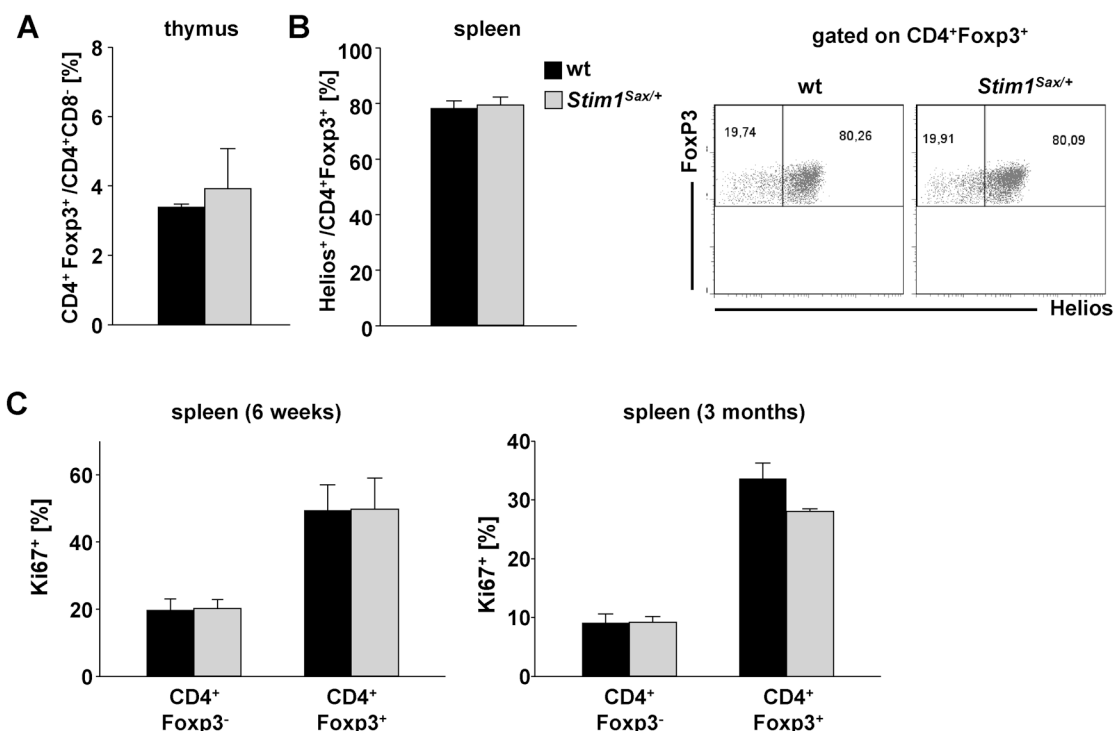 A
thymus
CD4⁺ Foxp3⁺ /CD4⁺CD8⁻ [%]
8
6
4
2
0
B
spleen
Helios⁺ /CD4⁺Foxp3⁺ [%]
100
80
60
40
20
0
wt
Stim1ˢᵃˣ/⁺
gated on CD4⁺Foxp3⁺
wt
Stim1ˢᵃˣ/⁺
FoxP3
19,74
80,26
19,91
80,09
Helios
C
spleen (6 weeks)
Ki67⁺ [%]
60
40
20
0
CD4⁺
Foxp3⁻
CD4⁺
Foxp3⁺
spleen (3 months)
Ki67⁺ [%]
40
30
20
10
0
CD4⁺
Foxp3⁻
CD4⁺
Foxp3⁺